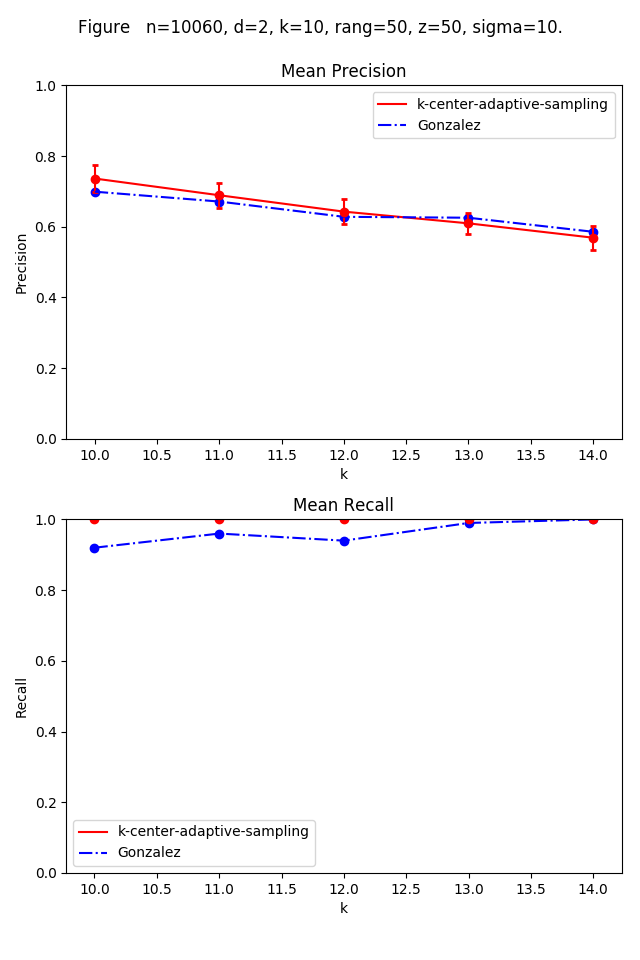 Figure   n=10060, d=2, k=10, rang=50, z=50, sigma=10.
Mean Precision
1.0
0.8
0.6
0.4
0.2
0.0
Precision
k-center-adaptive-sampling
Gonzalez
10.0 10.5 11.0 11.5 12.0 12.5 13.0 13.5 14.0
k
Mean Recall
1.0
0.8
0.6
0.4
0.2
0.0
Recall
k-center-adaptive-sampling
Gonzalez
10.0 10.5 11.0 11.5 12.0 12.5 13.0 13.5 14.0
k